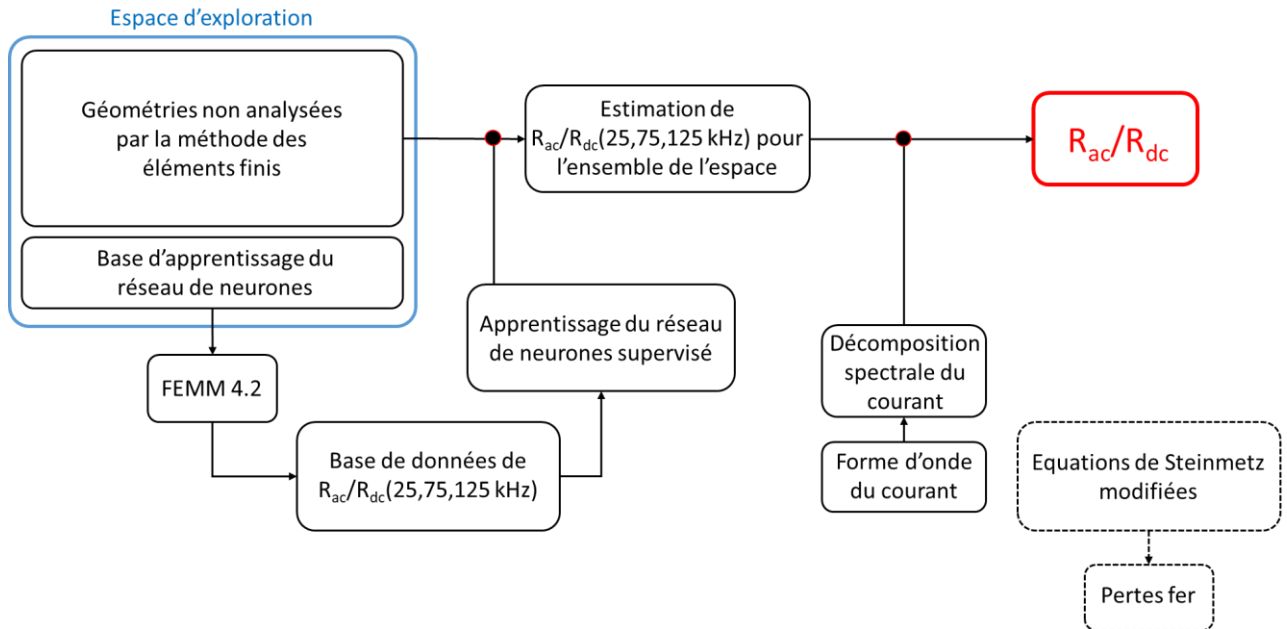 Espace d'exploration
Géométries non analysées
par la méthode des
éléments finis
Base d'apprentissage du
réseau de neurones
FEMM 4.2
Base de données de
Rac/Rdc(25,75,125 kHz)
Apprentissage du réseau
de neurones supervisé
Estimation de
Rac/Rdc(25,75,125 kHz) pour
l'ensemble de l'espace
Décomposition
spectrale du
courant
Forme d'onde
du courant
Rac/Rdc
Equations de Steinmetz
modifiées
Pertes fer